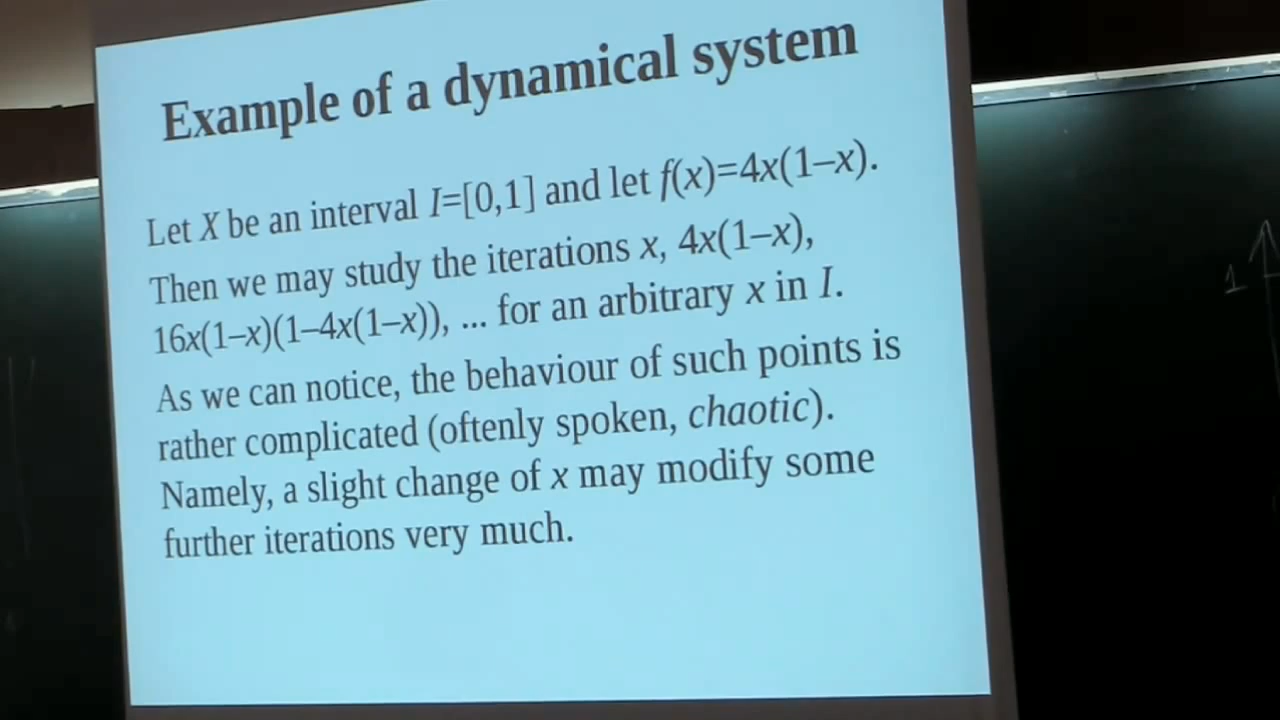 Example of a dynamical system
Let X be an interval I=[0,1] and let f(x)=4x(1–x).
Then we may study the iterations x, 4x(1–x),
16x(1–x)(1–4x(1–x)), ... for an arbitrary x in I.
As we can notice, the behaviour of such points is
rather complicated (oftenly spoken, chaotic).
Namely, a slight change of x may modify some
further iterations very much.
1